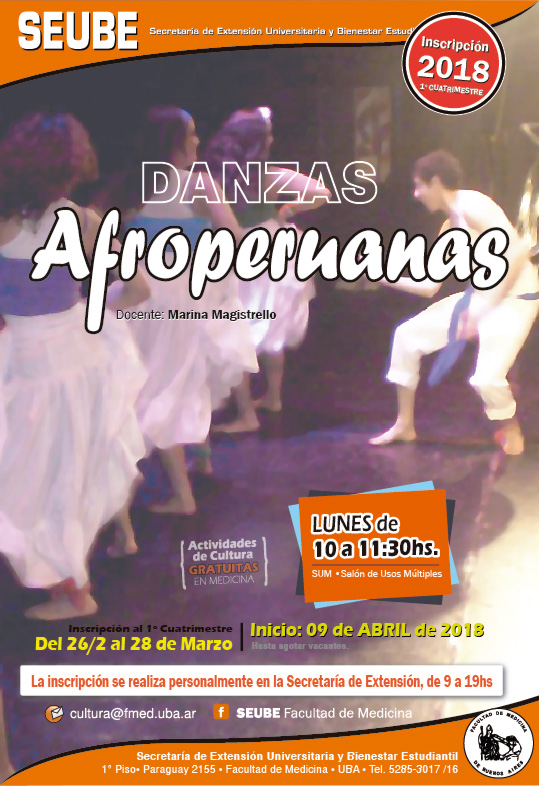 SEUBE Secretaría de Extensión Universitaria y Bienestar Estudi
Inscripción
2018
1º CUATRIMESTRE
DANZAS
Afroperuanas
Docente: Marina Magistrello
LUNES de
10 a 11:30hs.
SUM • Salón de Usos Múltiples
Actividades
de Cultura
GRATUITAS
EN MEDICINA
Inscripción al 1º Cuatrimestre
Del 26/2 al 28 de Marzo
Inicio: 09 de ABRIL de 2018
Hasta agotar vacantes.
La inscripción se realiza personalmente en la Secretaría de Extensión, de 9 a 19hs
cultura@fmed.uba.ar
f SEUBE Facultad de Medicina
Secretaría de Extensión Universitaria y Bienestar Estudiantil
1º Piso• Paraguay 2155 • Facultad de Medicina • UBA • Tel. 5285-3017 /16
FACULTAD DE MEDICINA
DE BUENOS AIRES